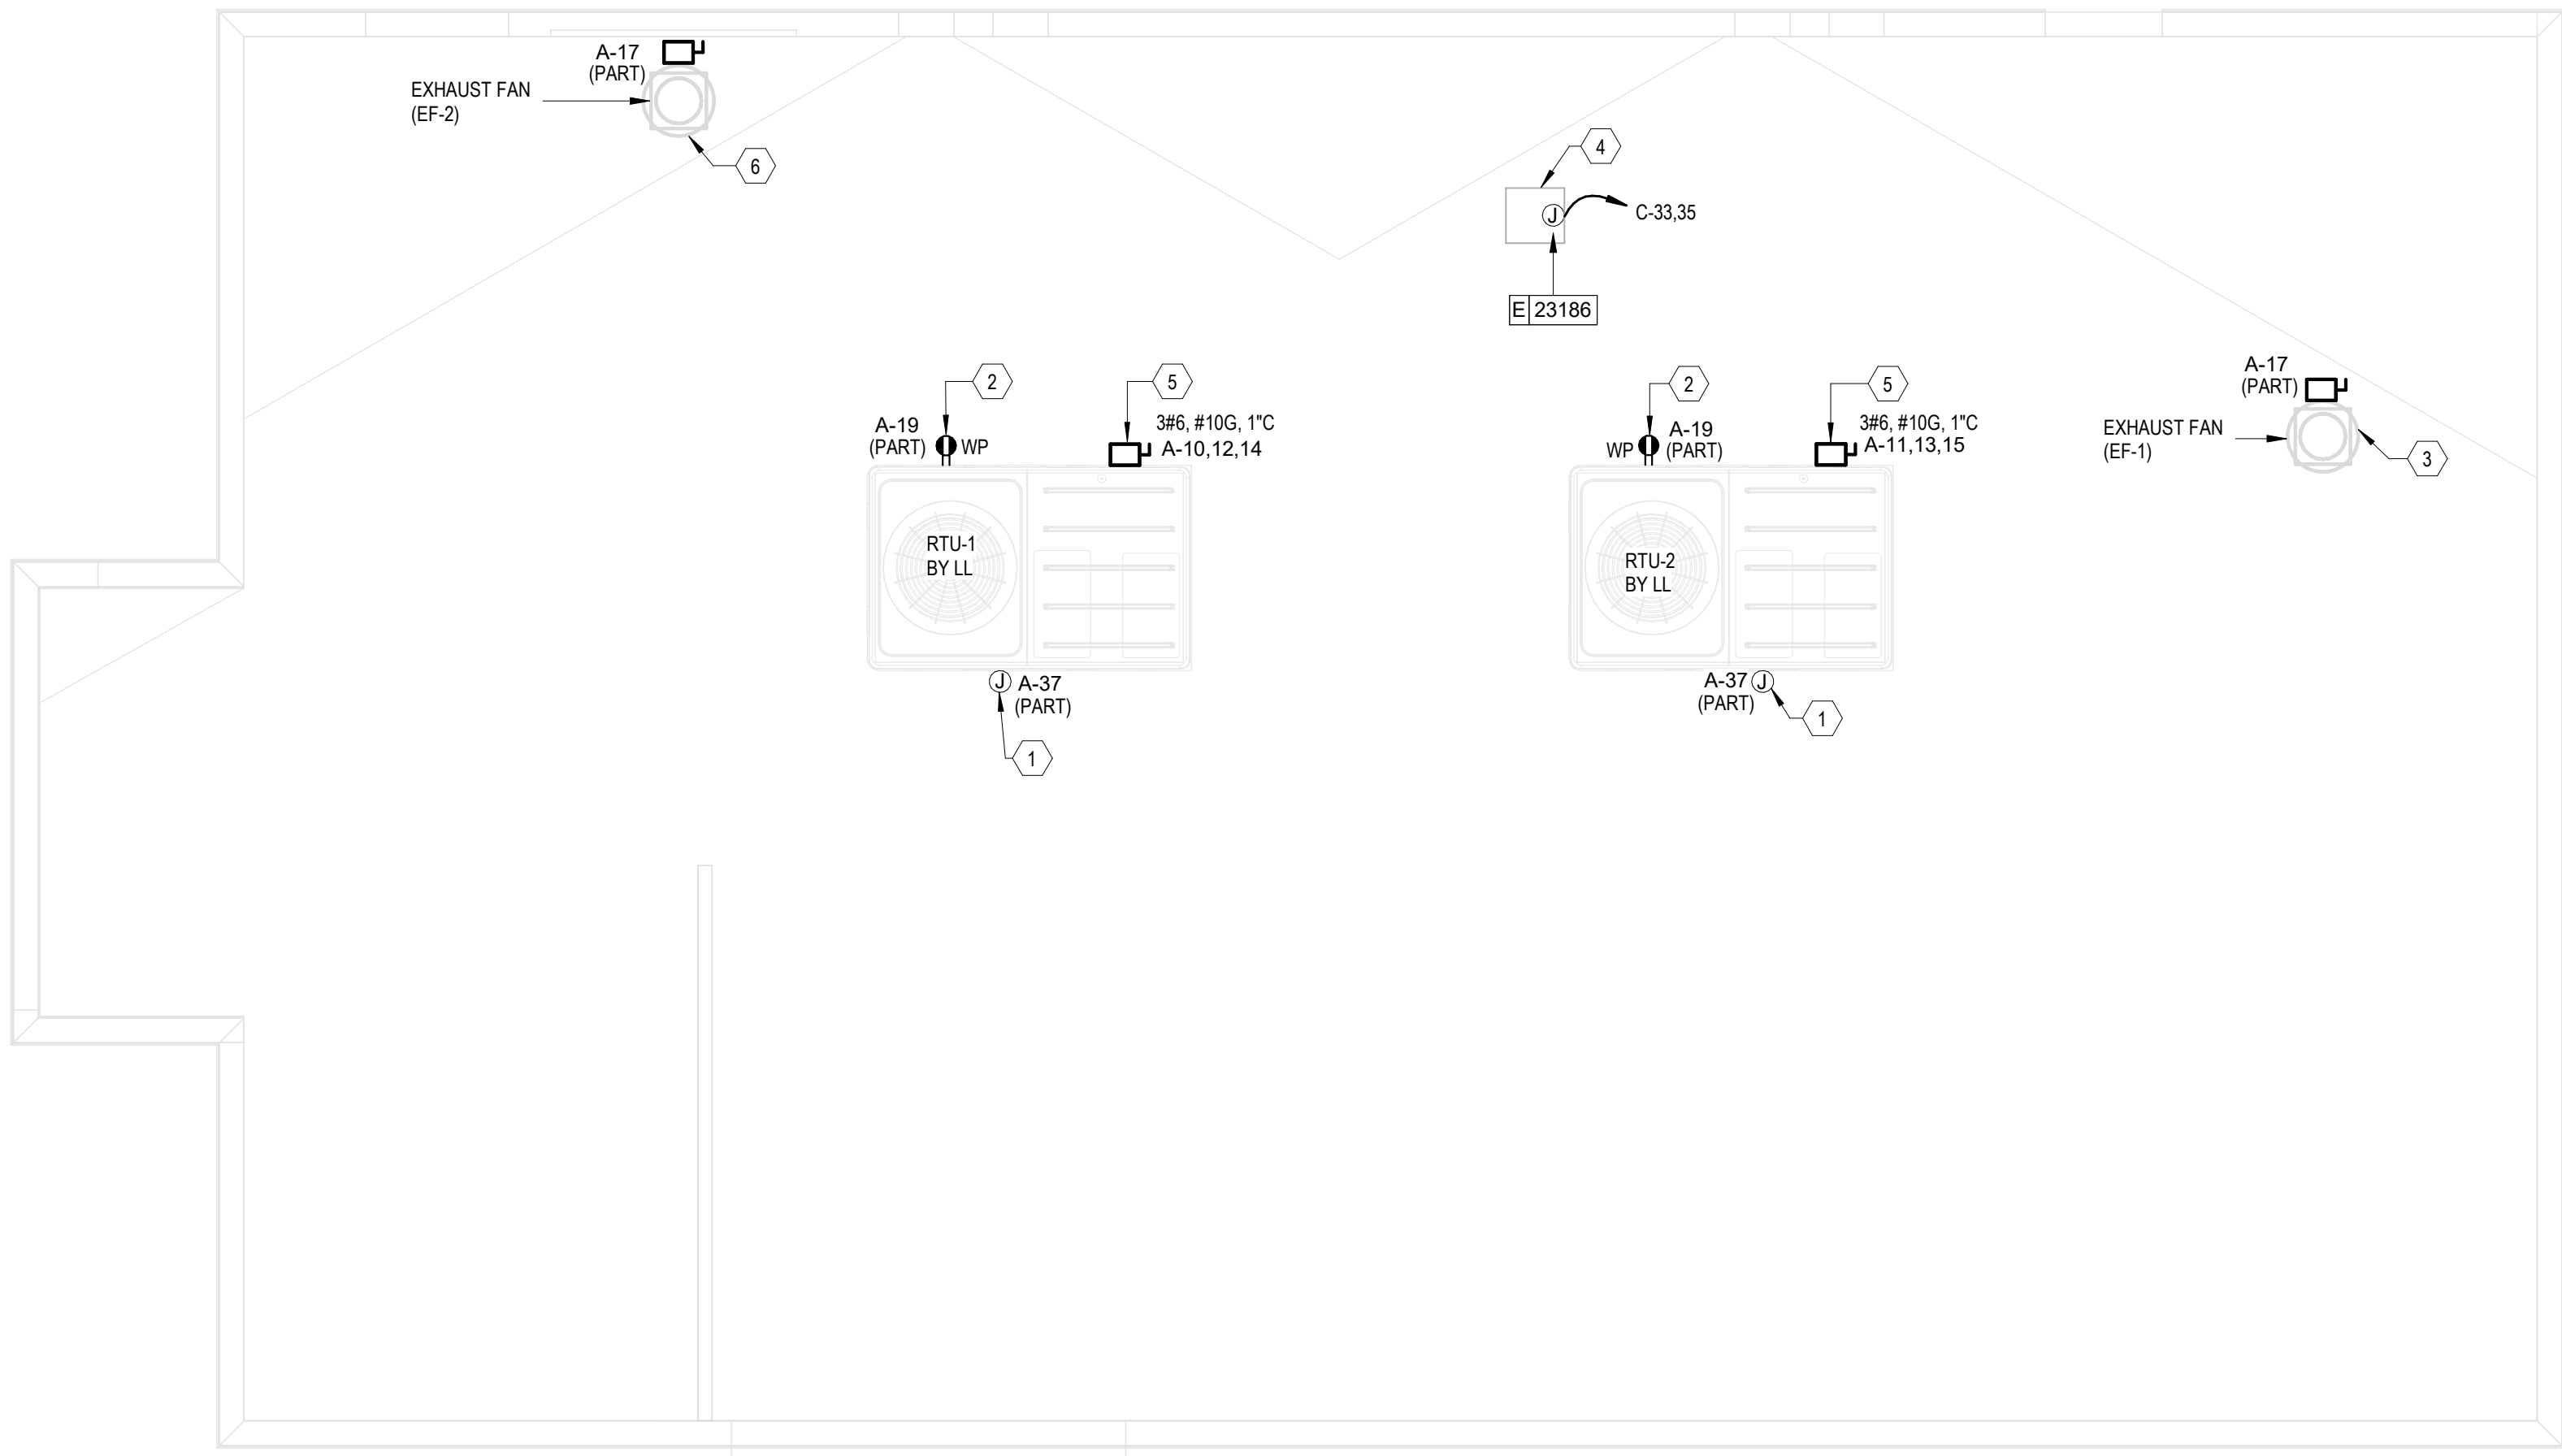 A-17
(PART)
EXHAUST FAN
(EF-2)
6
4
J
C-33,35
E 23186
2
A-19
(PART)
WP
5
3#6, #10G, 1"C
A-10,12,14
RTU-1
BY LL
J
A-37
(PART)
1
2
WP
A-19
(PART)
5
3#6, #10G, 1"C
A-11,13,15
RTU-2
BY LL
A-37
(PART)
J
1
A-17
(PART)
EXHAUST FAN
(EF-1)
3